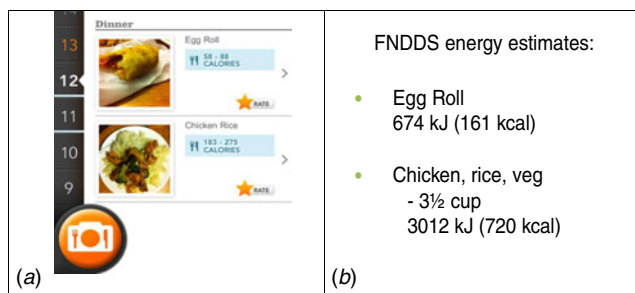 Dinner
13
Egg Roll
58 - 88
CALORIES
12
RATE
11
Chicken Rice
183 - 275
CALORIES
10
9
RATE
(a)
FNDDS energy estimates:
• Egg Roll
674 kJ (161 kcal)
• Chicken, rice, veg
- 3½ cup
3012 kJ (720 kcal)
(b)